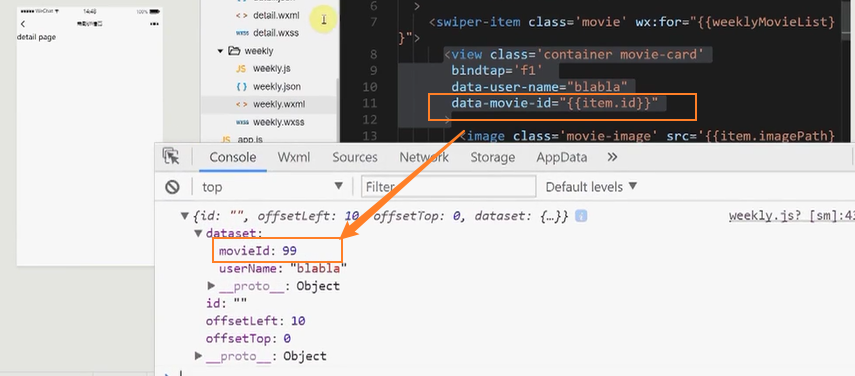 WeChat
14:48
detail page
detail.wxml
detail.wxss
weekly
weekly.js
weekly.json
weekly.wxml
weekly.wxss
app.js
6 >
7 <swiper-item class='movie' wx:for="{{weeklyMovieList}
}">
8 <view class='container movie-card'
9 bindtap='f1'
10 data-user-name="blabla"
11 data-movie-id="{{item.id}}"
12 >
13 <image class='movie-image' src='{{item.imagePath}
Console Wxml Sources Network Storage AppData »
top Filter Default levels
{id: "", offsetLeft: 10, offsetTop: 0, dataset: {…}} i weekly.js? [sm]:43
dataset:
movieId: 99
userName: "blabla"
__proto__: Object
id: ""
offsetLeft: 10
offsetTop: 0
__proto__: Object
>